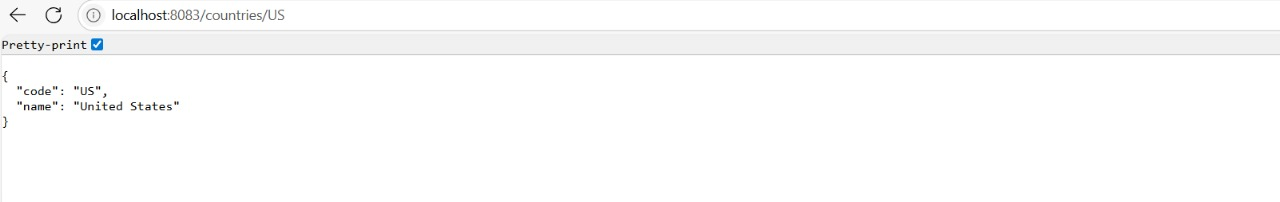 localhost:8083/countries/US
Pretty-print
{
  "code": "US",
  "name": "United States"
}